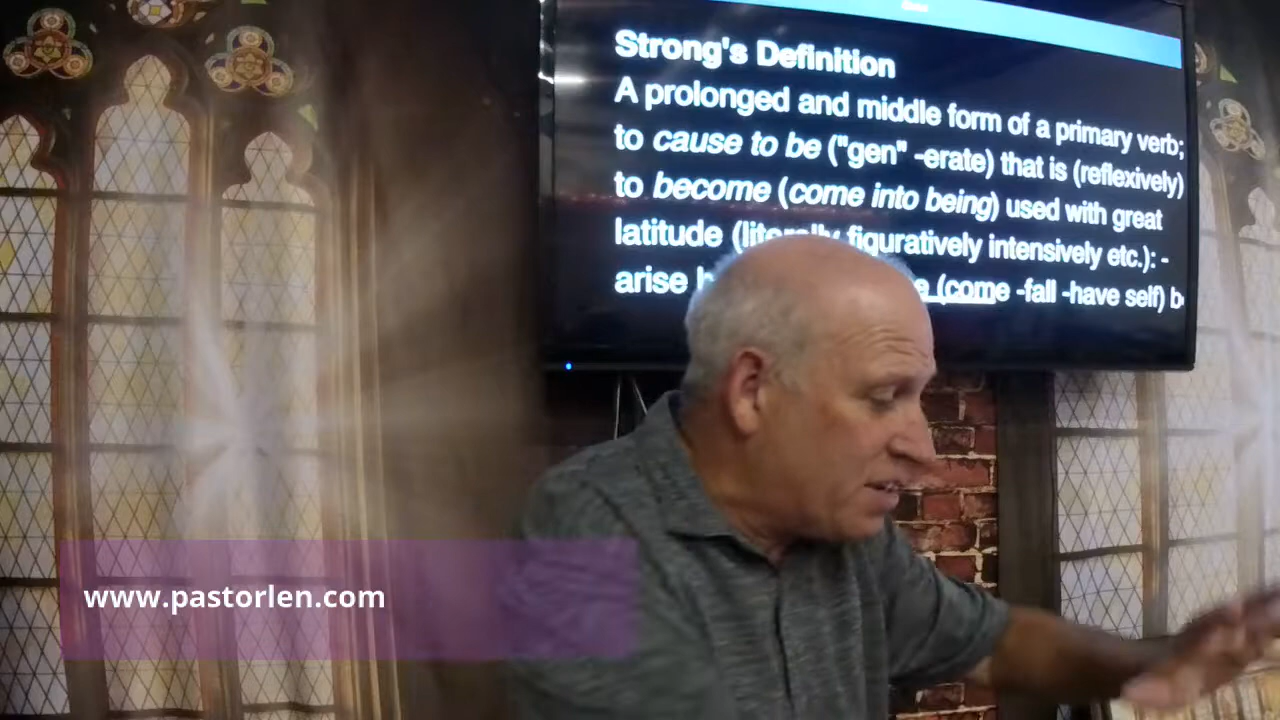 Strong's Definition
A prolonged and middle form of a primary verb;
to cause to be ("gen" -erate) that is (reflexively)
to become (come into being) used with great
latitude (literally figuratively intensively etc.): -
arise (come -fall -have self)
www.pastorlen.com